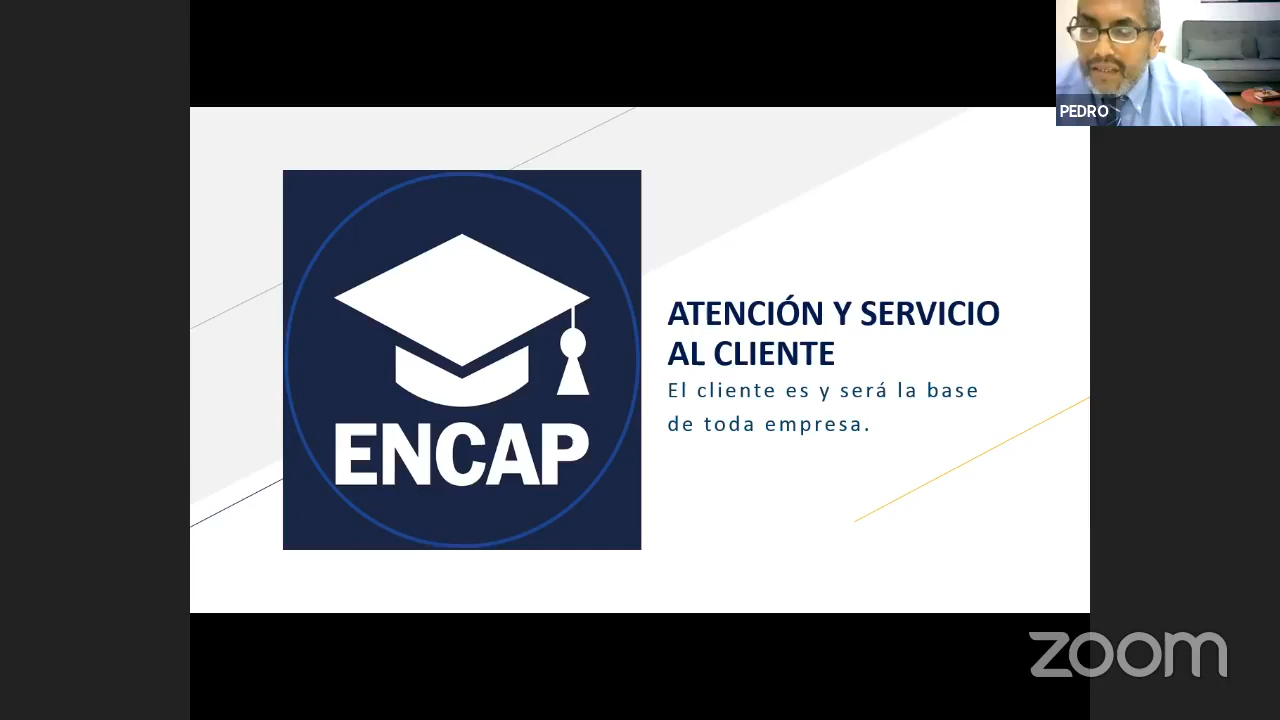 PEDRO
ENCAP
ATENCIÓN Y SERVICIO
AL CLIENTE
El cliente es y será la base
de toda empresa.
zoom